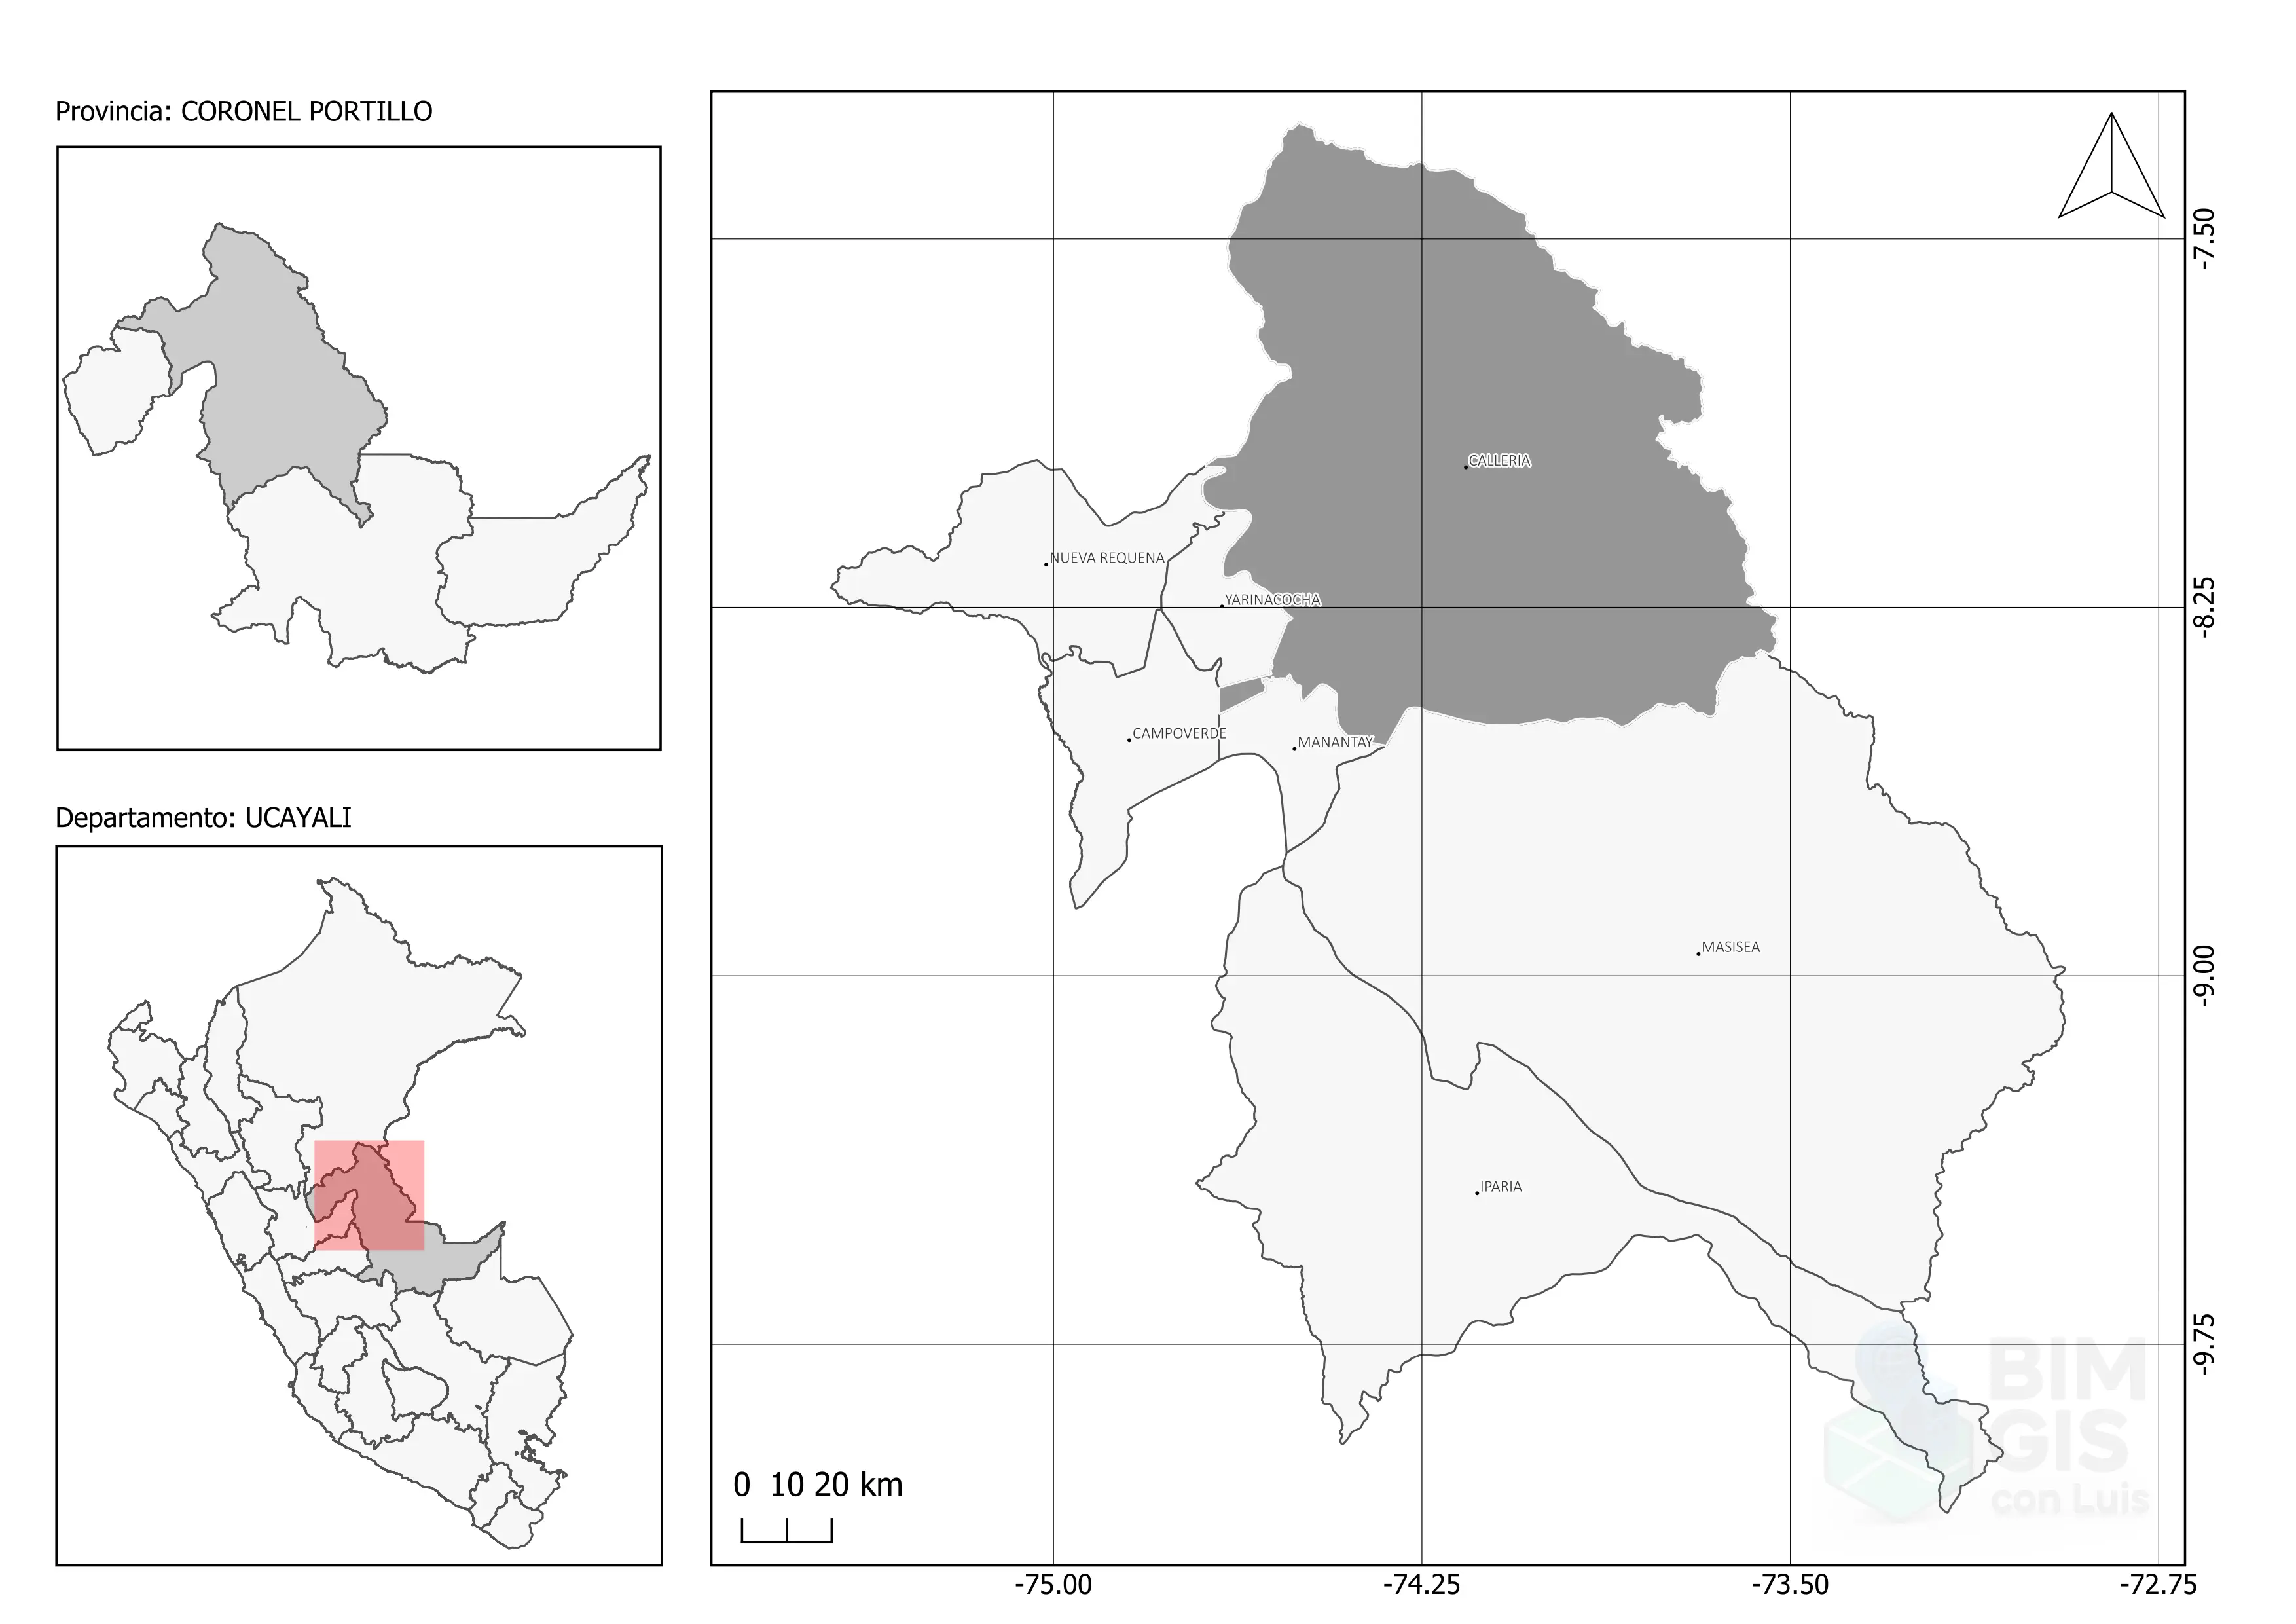 Provincia: CORONEL PORTILLO
Departamento: UCAYALI
CALLERIA
NUEVA REQUENA
YARINACOCHA
CAMPOVERDE
MANANTAY
MASISEA
IPARIA
-7.50
-8.25
-9.00
-9.75
0 10 20 km
-75.00
-74.25
-73.50
-72.75
BIM
GIS
con Luis